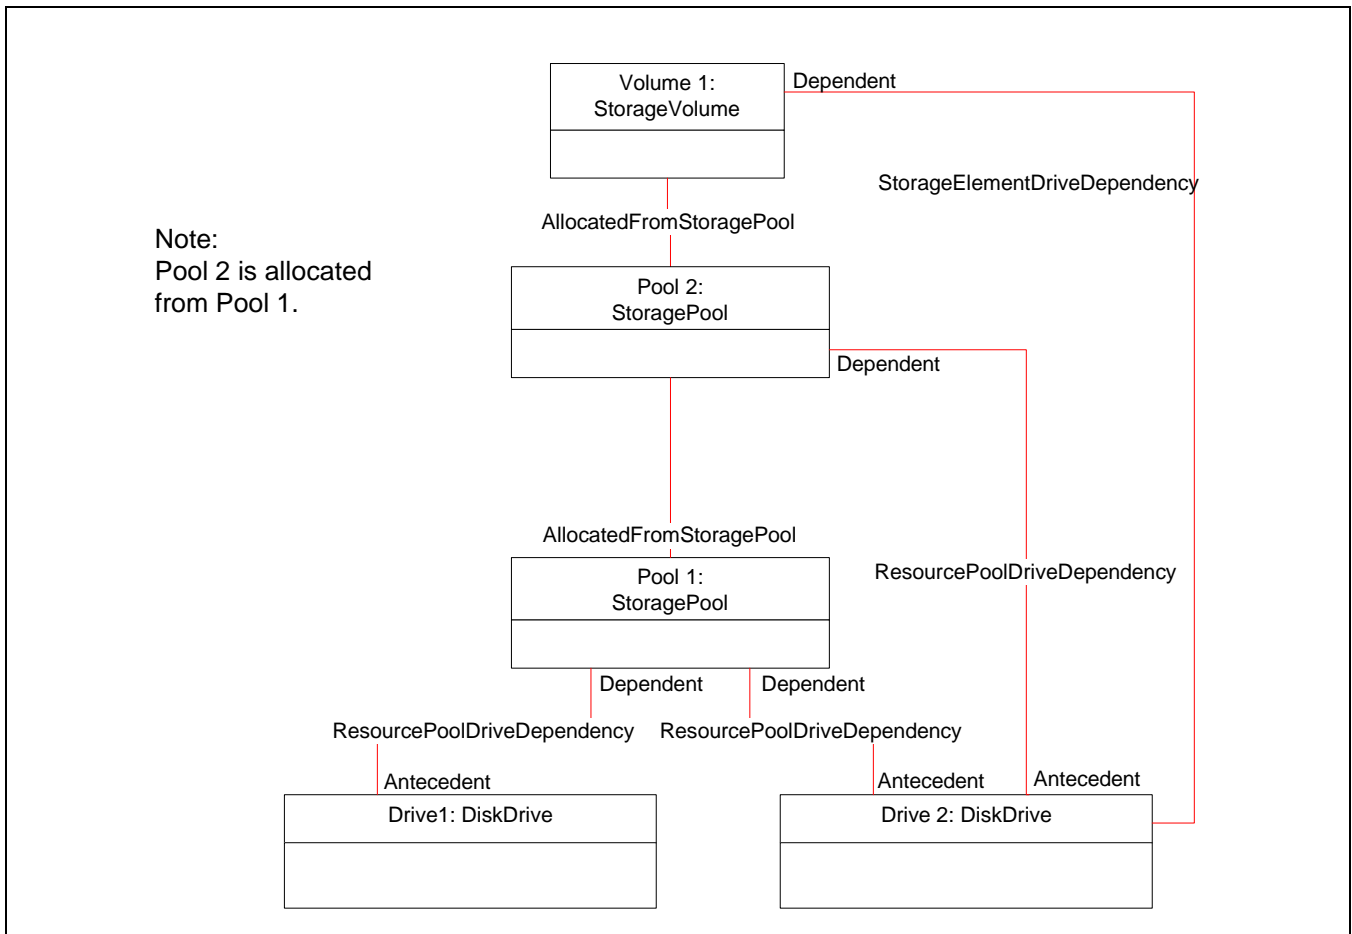 Volume 1:
StorageVolume
Dependent
StorageElementDriveDependency
AllocatedFromStoragePool
Note:
Pool 2 is allocated
from Pool 1.
Pool 2:
StoragePool
Dependent
AllocatedFromStoragePool
Pool 1:
StoragePool
ResourcePoolDriveDependency
Dependent
Dependent
ResourcePoolDriveDependency
ResourcePoolDriveDependency
Antecedent
Antecedent
Antecedent
Drive1: DiskDrive
Drive 2: DiskDrive